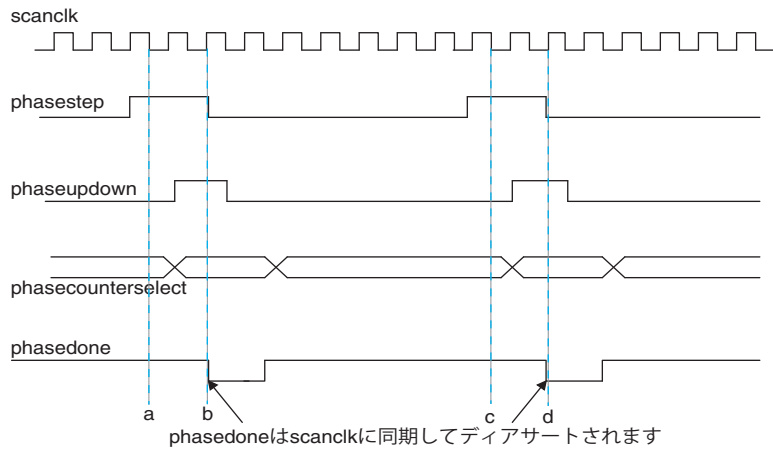 scanclk
phasestep
phaseupdown
phasecounterselect
phasedone
a b c d
phasedoneはscanclkに同期してディアサートされます